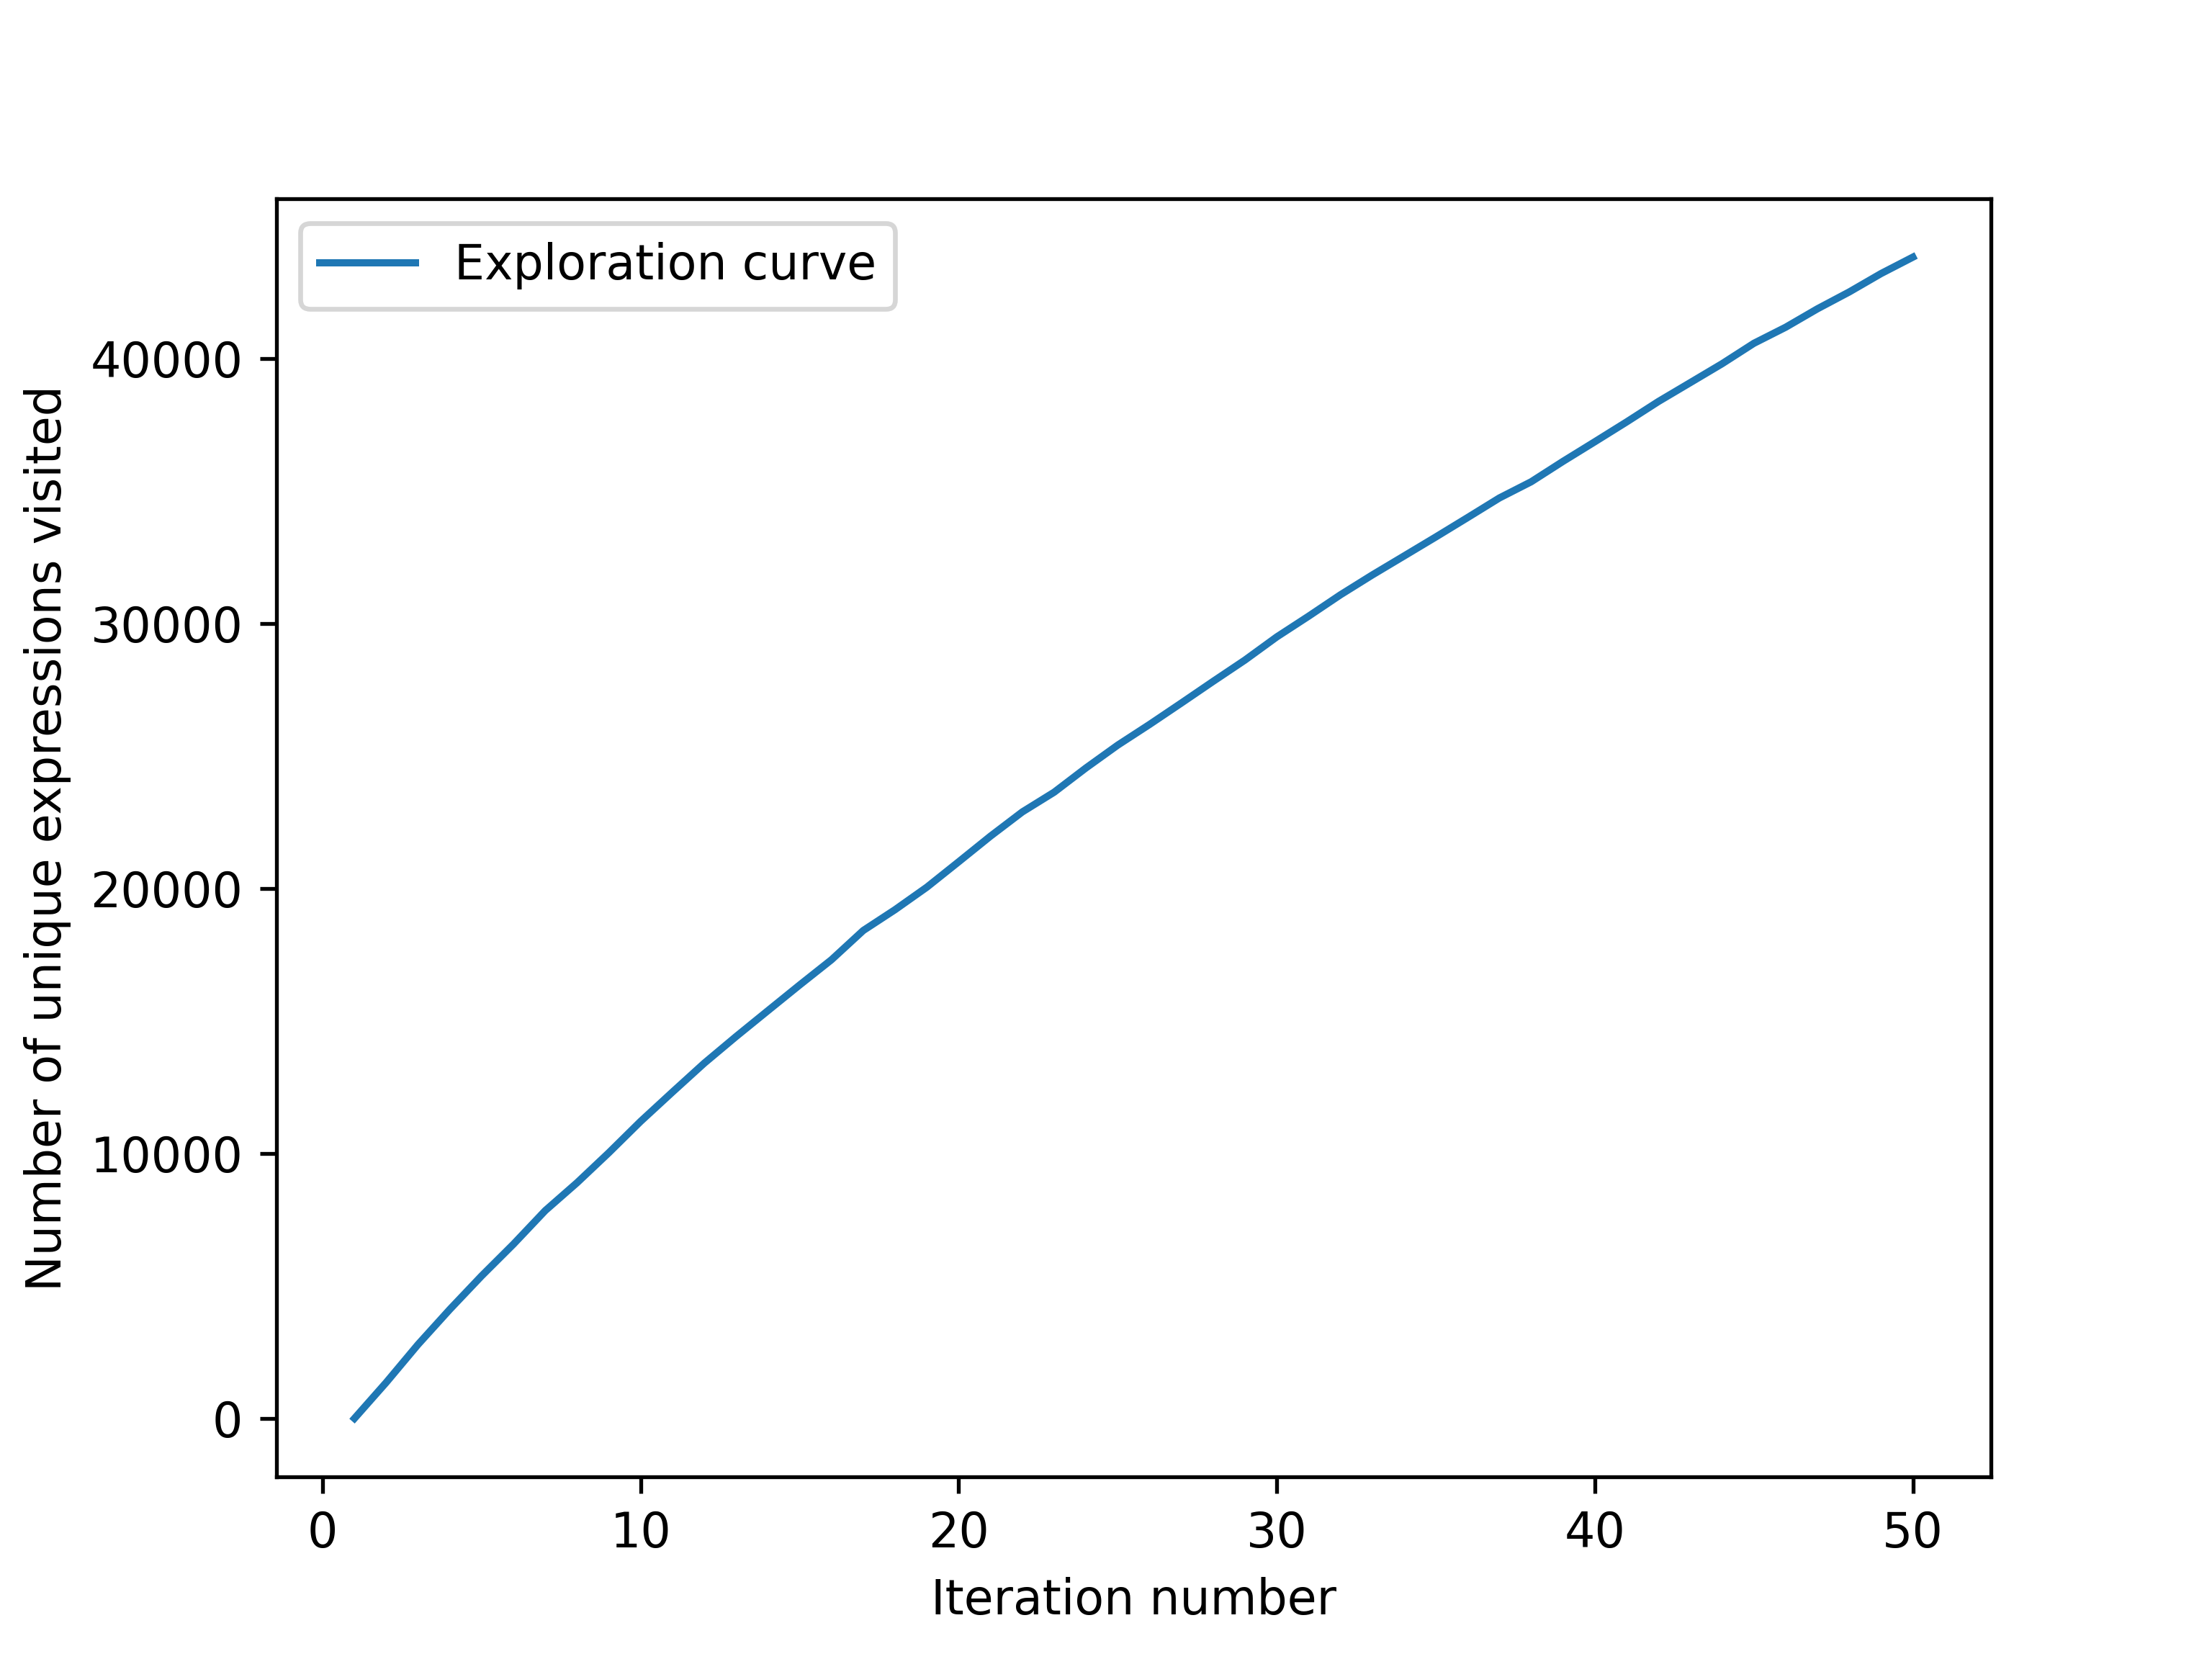 Exploration curve
Number of unique expressions visited
40000
30000
20000
10000
0
0 10 20 30 40 50
Iteration number